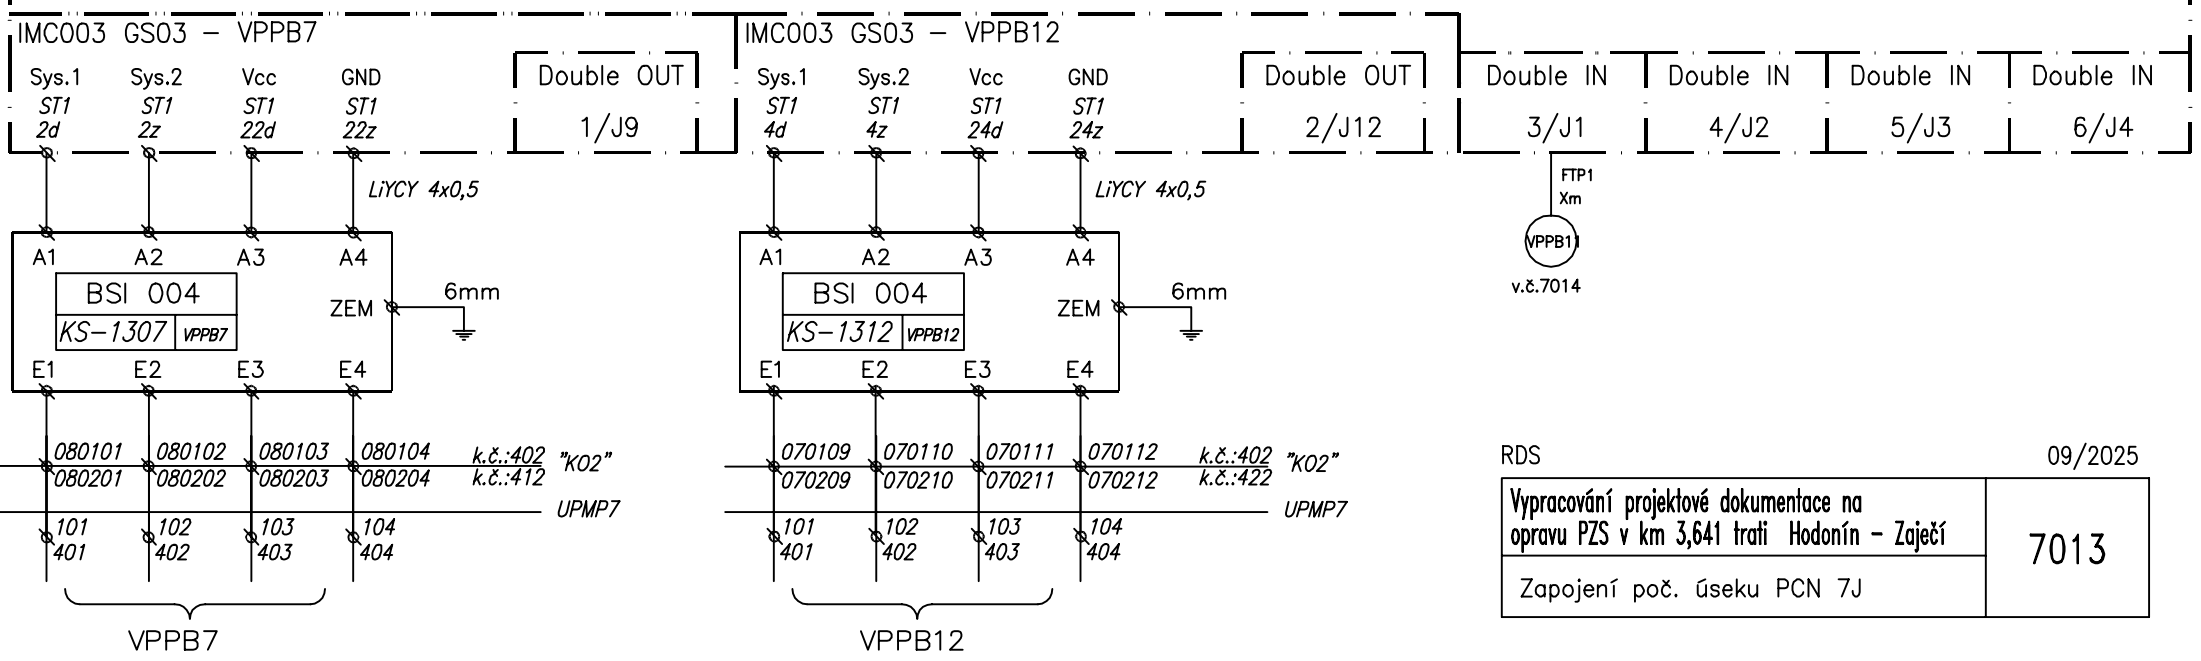 IMC003 GS03 - VPPB7
IMC003 GS03 - VPPB12
Sys.1 Sys.2 Vcc GND Double OUT
ST1 ST1 ST1 ST1
2d 2z 22d 22z 1/J9
Sys.1 Sys.2 Vcc GND Double OUT
ST1 ST1 ST1 ST1
4d 4z 24d 24z 2/J12
Double IN Double IN Double IN Double IN
3/J1 4/J2 5/J3 6/J4
LiYCY 4x0,5
LiYCY 4x0,5
FTP1
Xm
VPPB11
v.č.7014
A1 A2 A3 A4
BSI 004
KS-1307 VPPB7
ZEM
6mm
E1 E2 E3 E4
A1 A2 A3 A4
BSI 004
KS-1312 VPPB12
ZEM
6mm
E1 E2 E3 E4
080101 080102 080103 080104 k.č.:402 "K02"
080201 080202 080203 080204 k.č.:412
UPMP7
101 102 103 104
401 402 403 404
VPPB7
070109 070110 070111 070112 k.č.:402 "K02"
070209 070210 070211 070212 k.č.:422
UPMP7
101 102 103 104
401 402 403 404
VPPB12
RDS 09/2025
Vypracování projektové dokumentace na
opravu PZS v km 3,641 trati Hodonín - Zaječí
7013
Zapojení poč. úseku PCN 7J